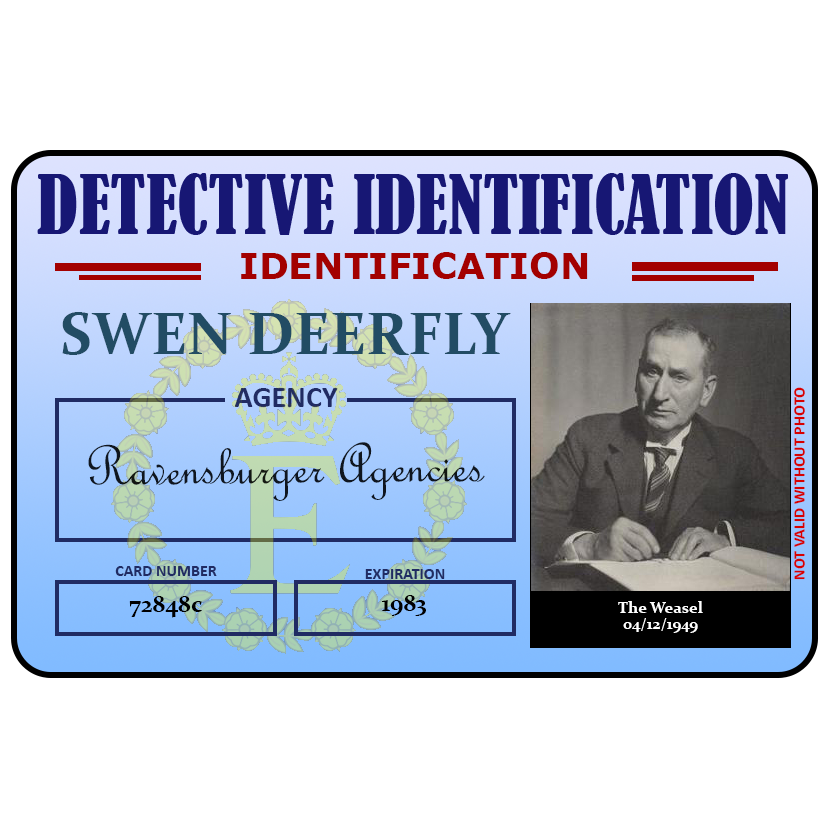 DETECTIVE IDENTIFICATION
IDENTIFICATION
SWEN DEERFLY
AGENCY
Ravensburger Agencies
CARD NUMBER
72848c
EXPIRATION
1983
The Weasel
04/12/1949
NOT VALID WITHOUT PHOTO
E